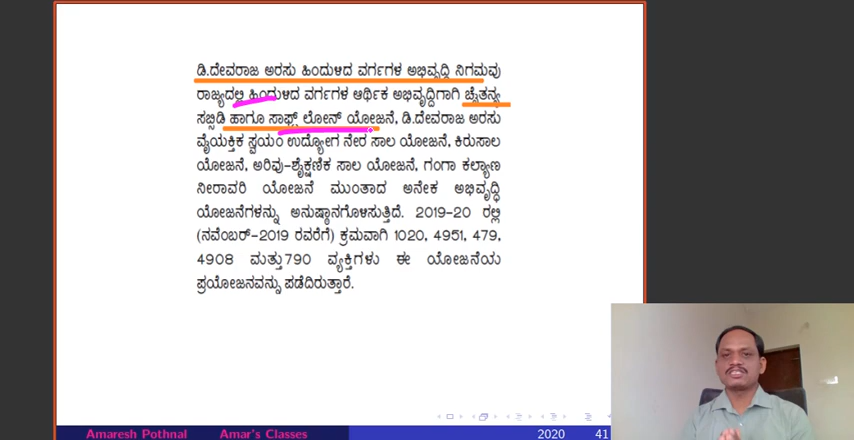 ಡಿ.ದೇವರಾಜ ಅರಸು ಹಿಂದುಳಿದ ವರ್ಗಗಳ ಅಭಿವೃದ್ಧಿ ನಿಗಮವು
ರಾಜ್ಯದಲ್ಲಿ ಹಿಂದುಳಿದ ವರ್ಗಗಳ ಆರ್ಥಿಕ ಅಭಿವೃದ್ಧಿಗಾಗಿ ಚೈತನ್ಯ
ಸಬ್ಸಿಡಿ ಹಾಗೂ ಸಾಫ್ಟ್ ಲೋನ್ ಯೋಜನೆ, ಡಿ.ದೇವರಾಜ ಅರಸು
ವೈಯಕ್ತಿಕ ಸ್ವಯಂ ಉದ್ಯೋಗ ನೇರ ಸಾಲ ಯೋಜನೆ, ಕಿರುಸಾಲ
ಯೋಜನೆ, ಅರಿವು-ಶೈಕ್ಷಣಿಕ ಸಾಲ ಯೋಜನೆ, ಗಂಗಾ ಕಲ್ಯಾಣ
ನೀರಾವರಿ ಯೋಜನೆ ಮುಂತಾದ ಅನೇಕ ಅಭಿವೃದ್ಧಿ
ಯೋಜನೆಗಳನ್ನು ಅನುಷ್ಠಾನಗೊಳಿಸುತ್ತಿದೆ. 2019-20 ರಲ್ಲಿ
(ನವೆಂಬರ್-2019 ರವರೆಗೆ) ಕ್ರಮವಾಗಿ 1020, 4951, 479,
4908 ಮತ್ತು 790 ವ್ಯಕ್ತಿಗಳು ಈ ಯೋಜನೆಯ
ಪ್ರಯೋಜನವನ್ನು ಪಡೆದಿರುತ್ತಾರೆ.
Amaresh Pothnal Amar's Classes 2020 41